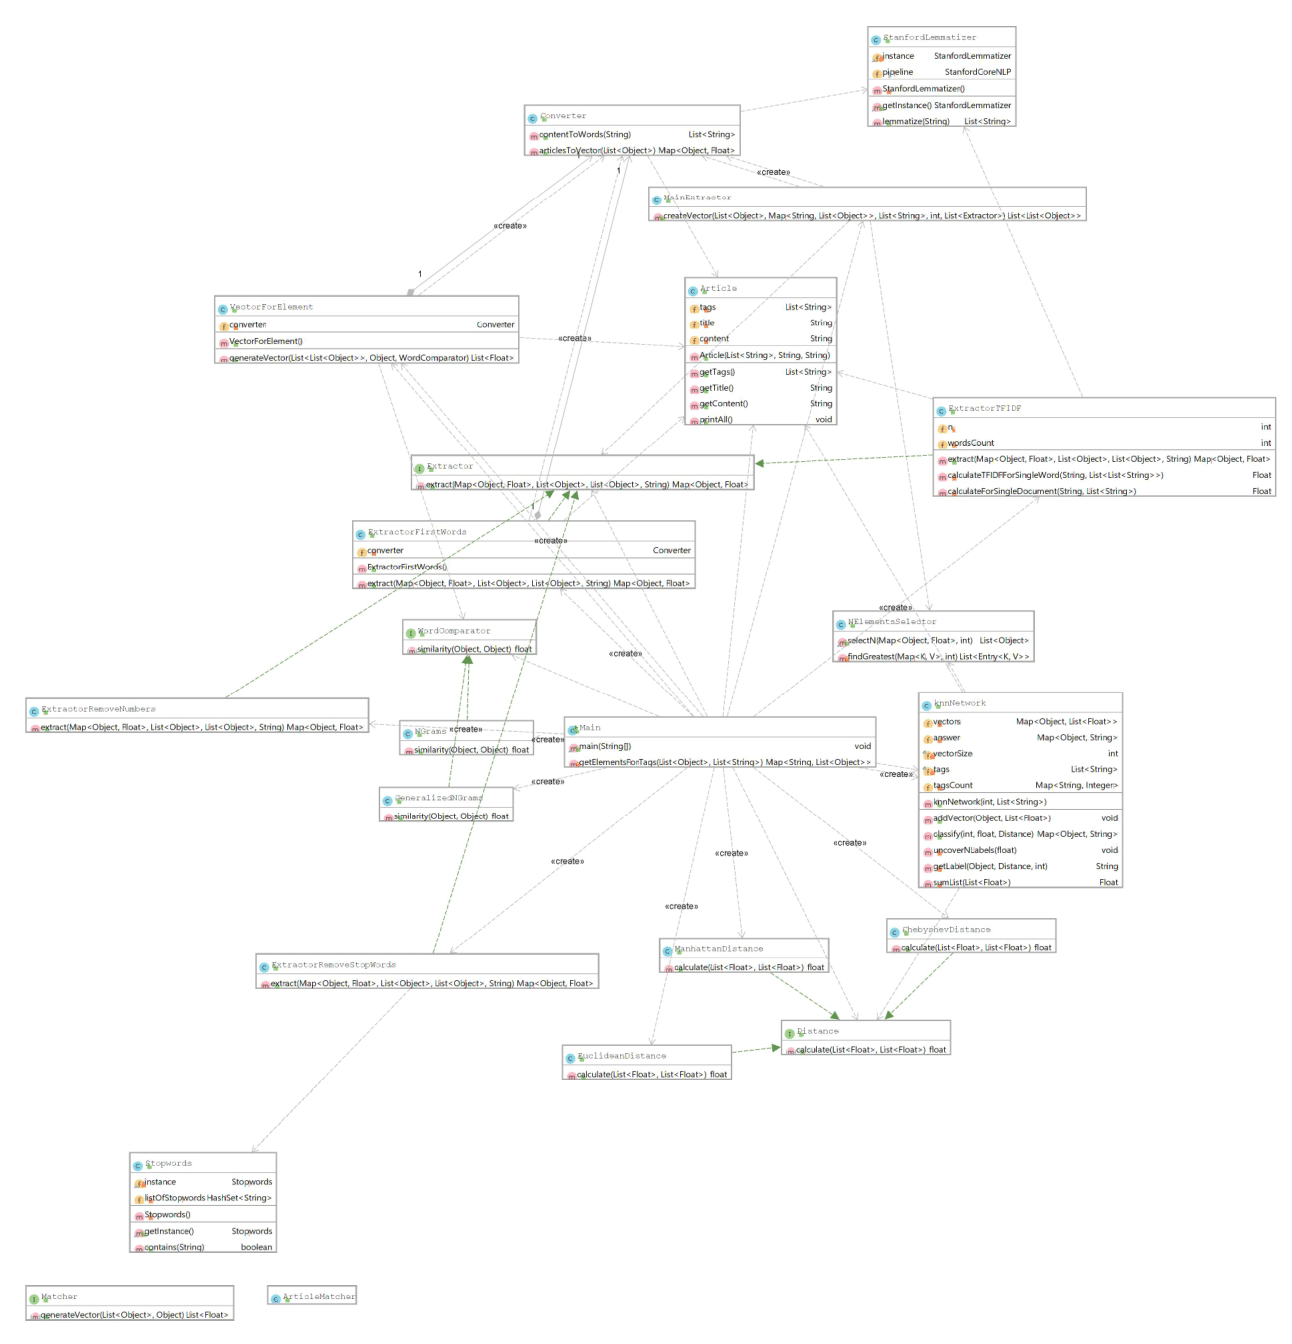 StanfordLemmatizer
instance StanfordLemmatizer
pipeline StanfordCoreNLP
StanfordLemmatizer()
getInstance() StanfordLemmatizer
lemmatize(String) List<String>
Converter
contentToWords(String) List<String>
articlesToVector(List<Object>) Map<Object, Float>
1
1
«create»
MainExtractor
createVector(List<Object>, Map<String, List<Object>>, List<String>, int, List<Extractor>) List<List<Object>>
«create»
1
VectorForElement
converter Converter
VectorForElement()
generateVector(List<List<Object>>, Object, WordComparator) List<Float>
«create»
Article
tags List<String>
title String
content String
Article(List<String>, String, String)
getTags() List<String>
getTitle() String
getContent() String
printAll() void
ExtractorTFIDF
n int
wordsCount int
extract(Map<Object, Float>, List<Object>, List<Object>, String) Map<Object, Float>
calculateTFIDFForSingleWord(String, List<List<String>>) Float
calculateForSingleDocument(String, List<String>) Float
Extractor
extract(Map<Object, Float>, List<Object>, List<Object>, String) Map<Object, Float>
1
ExtractorFirstWords
«create»
converter Converter
ExtractorFirstWords()
extract(Map<Object, Float>, List<Object>, List<Object>, String) Map<Object, Float>
«create»
NElementsSelector
selectN(Map<Object, Float>, int) List<Object>
findGreatest(Map<K, V>, int) List<Entry<K, V>>
WordComparator
similarity(Object, Object) float
«create»
ExtractorRemoveNumbers
extract(Map<Object, Float>, List<Object>, List<Object>, String) Map<Object, Float>
NGrams
«create»
similarity(Object, Object) float
«create»
Main
main(String[]) void
getElementsForTags(List<Object>, List<String>) Map<String, List<Object>>
«create»
«create»
knnNetwork
vectors Map<Object, List<Float>>
answer Map<Object, String>
vectorSize int
tags List<String>
tagsCount Map<String, Integer>
knnNetwork(int, List<String>)
addVector(Object, List<Float>) void
classify(int, float, Distance) Map<Object, String>
uncoverNLabels(float) void
getLabel(Object, Distance, int) String
sumList(List<Float>) Float
GeneralizedNGrams
similarity(Object, Object) float
«create»
«create»
«create»
«create»
ChebyshevDistance
calculate(List<Float>, List<Float>) float
ManhattanDistance
calculate(List<Float>, List<Float>) float
ExtractorRemoveStopWords
extract(Map<Object, Float>, List<Object>, List<Object>, String) Map<Object, Float>
Distance
calculate(List<Float>, List<Float>) float
EuclideanDistance
calculate(List<Float>, List<Float>) float
Stopwords
instance Stopwords
listOfStopwords HashSet<String>
Stopwords()
getInstance() Stopwords
contains(String) boolean
Matcher
generateVector(List<Object>, Object) List<Float>
ArticleMatcher